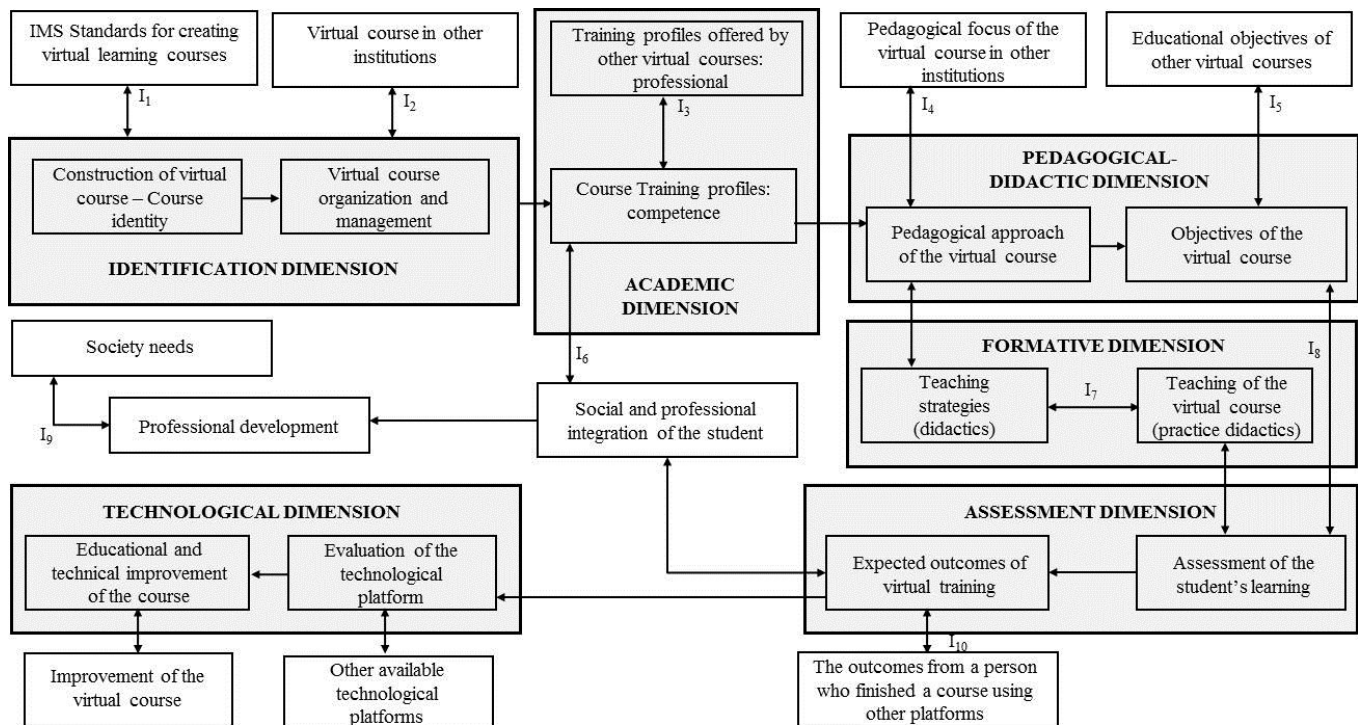 IMS Standards for creating
virtual learning courses
Virtual course in other
institutions
Training profiles offered by
other virtual courses:
professional
Pedagogical focus of the
virtual course in other
institutions
Educational objectives of
other virtual courses
I1
I2
I3
I4
I5
Construction of virtual
course – Course
identity
Virtual course
organization and
management
IDENTIFICATION DIMENSION
Course Training profiles:
competence
ACADEMIC
DIMENSION
PEDAGOGICAL-
DIDACTIC DIMENSION
Pedagogical approach
of the virtual course
Objectives of the
virtual course
Society needs
I6
I8
FORMATIVE DIMENSION
Teaching
strategies
(didactics)
I7
Teaching of the
virtual course
(practice didactics)
I9
Professional development
Social and professional
integration of the student
TECHNOLOGICAL DIMENSION
Educational and
technical improvement
of the course
Evaluation of the
technological
platform
ASSESSMENT DIMENSION
Expected outcomes of
virtual training
Assessment of the
student’s learning
Improvement of the
virtual course
Other available
technological
platforms
I10
The outcomes from a person
who finished a course using
other platforms